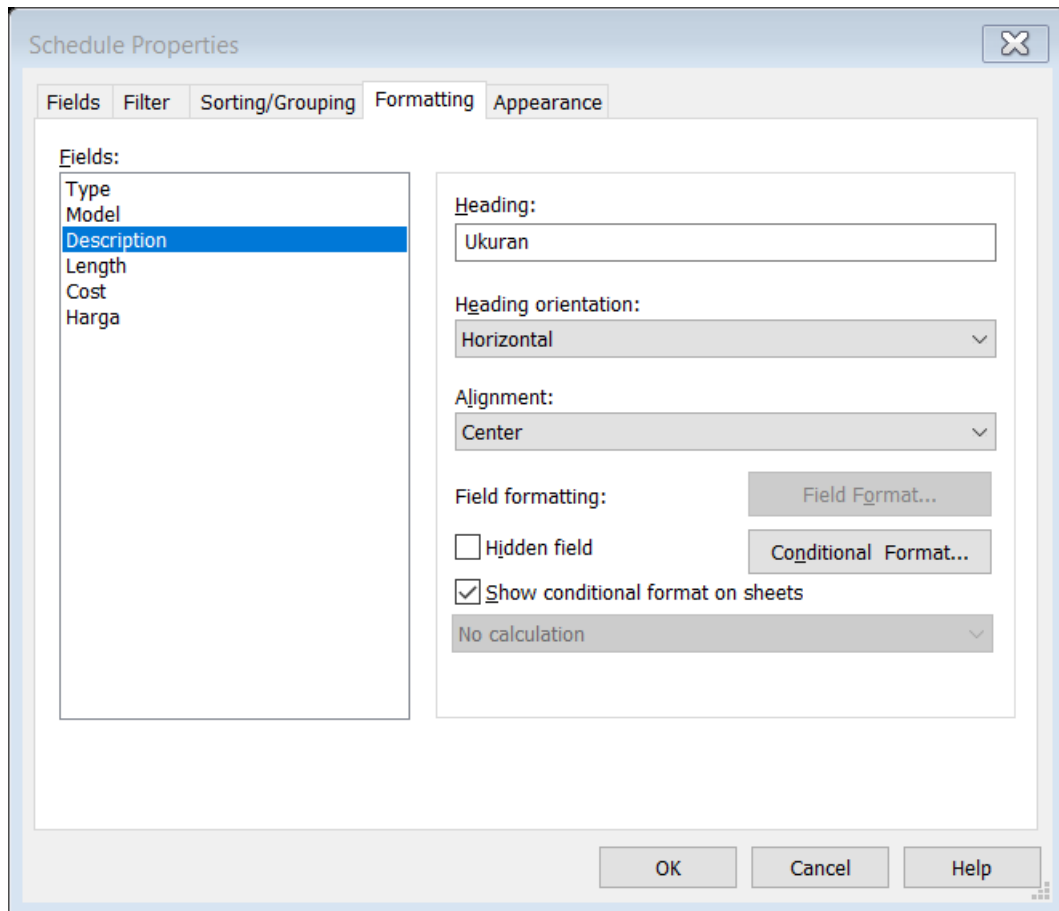 Schedule Properties
Fields Filter Sorting/Grouping Formatting Appearance
Fields:
Type
Model
Description
Length
Cost
Harga
Heading:
Ukuran
Heading orientation:
Horizontal
Alignment:
Center
Field formatting:
Field Format...
Hidden field
Conditional Format...
Show conditional format on sheets
No calculation
OK Cancel Help